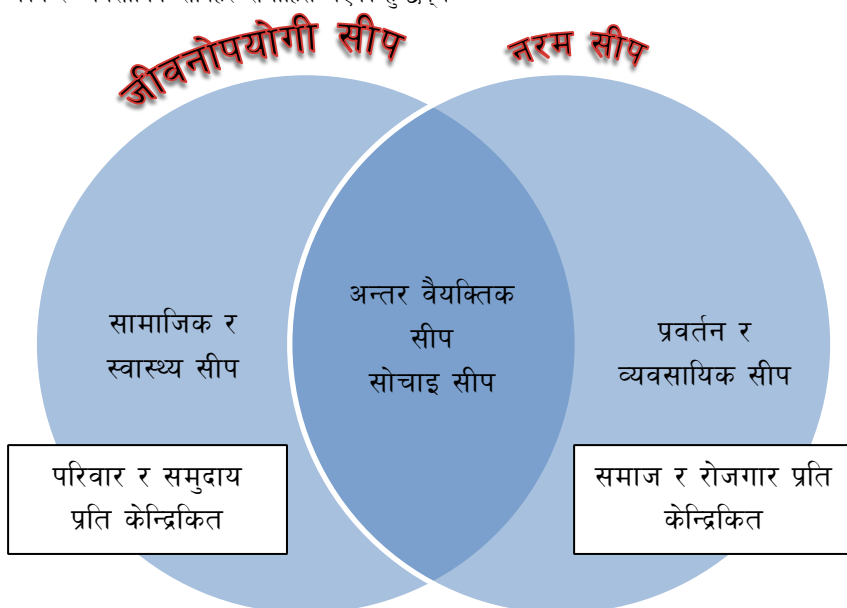 जीवनोपयोगी सीप
नरम सीप
अन्तर वैयक्तिक
सीप
सोचाइ सीप
सामाजिक र
स्वास्थ्य सीप
प्रवर्तन र
व्यवसायिक सीप
परिवार र समुदाय
प्रति केन्द्रिकित
समाज र रोजगार प्रति
केन्द्रिकित